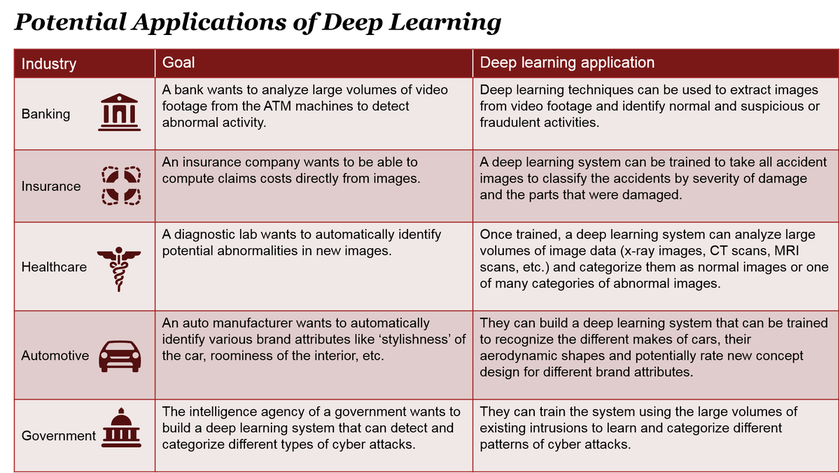 Potential Applications of Deep Learning
Industry
Goal
Deep learning application
Banking
A bank wants to analyze large volumes of video
footage from the ATM machines to detect
abnormal activity.
Deep learning techniques can be used to extract images
from video footage and identify normal and suspicious or
fraudulent activities.
Insurance
An insurance company wants to be able to
compute claims costs directly from images.
A deep learning system can be trained to take all accident
images to classify the accidents by severity of damage
and the parts that were damaged.
Healthcare
A diagnostic lab wants to automatically identify
potential abnormalities in new images.
Once trained, a deep learning system can analyze large
volumes of image data (x-ray images, CT scans, MRI
scans, etc.) and categorize them as normal images or one
of many categories of abnormal images.
Automotive
An auto manufacturer wants to automatically
identify various brand attributes like ‘stylishness’ of
the car, roominess of the interior, etc.
They can build a deep learning system that can be trained
to recognize the different makes of cars, their
aerodynamic shapes and potentially rate new concept
design for different brand attributes.
Government
The intelligence agency of a government wants to
build a deep learning system that can detect and
categorize different types of cyber attacks.
They can train the system using the large volumes of
existing intrusions to learn and categorize different
patterns of cyber attacks.